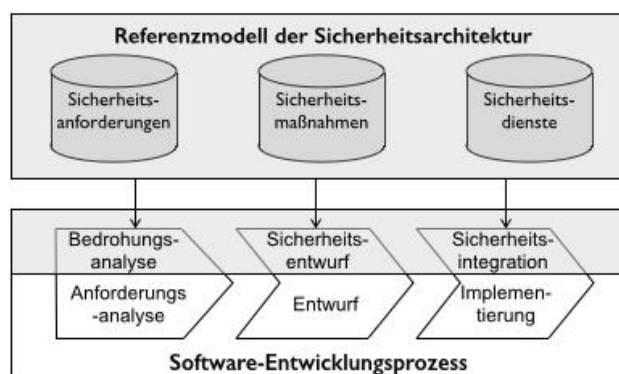 Referenzmodell der Sicherheitsarchitektur
Sicherheits-
anforderungen
Sicherheits-
maßnahmen
Sicherheits-
dienste
Bedrohungs-
analyse
Anforderungs
-analyse
Sicherheits-
entwurf
Entwurf
Sicherheits-
integration
Implemen-
tierung
Software-Entwicklungsprozess